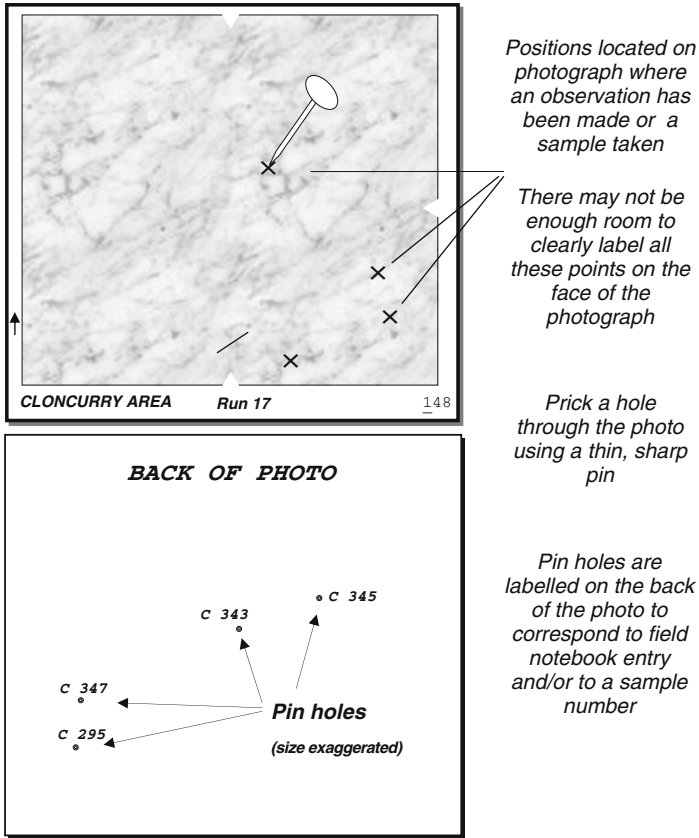 Positions located on
photograph where
an observation has
been made or a
sample taken
There may not be
enough room to
clearly label all
these points on the
face of the
photograph
CLONCURRY AREA Run 17 148
Prick a hole
through the photo
using a thin, sharp
pin
BACK OF PHOTO
C 345
C 343
C 347
C 295
Pin holes
(size exaggerated)
Pin holes are
labelled on the back
of the photo to
correspond to field
notebook entry
and/or to a sample
number